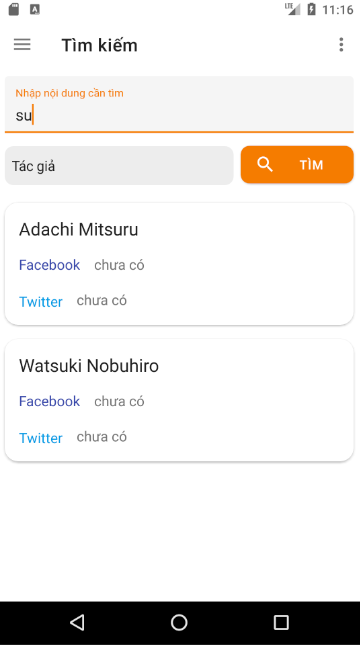 LTE 11:16
Tìm kiếm
Nhập nội dung cần tìm
su
Tác giả
TÌM
Adachi Mitsuru
Facebook chưa có
Twitter chưa có
Watsuki Nobuhiro
Facebook chưa có
Twitter chưa có